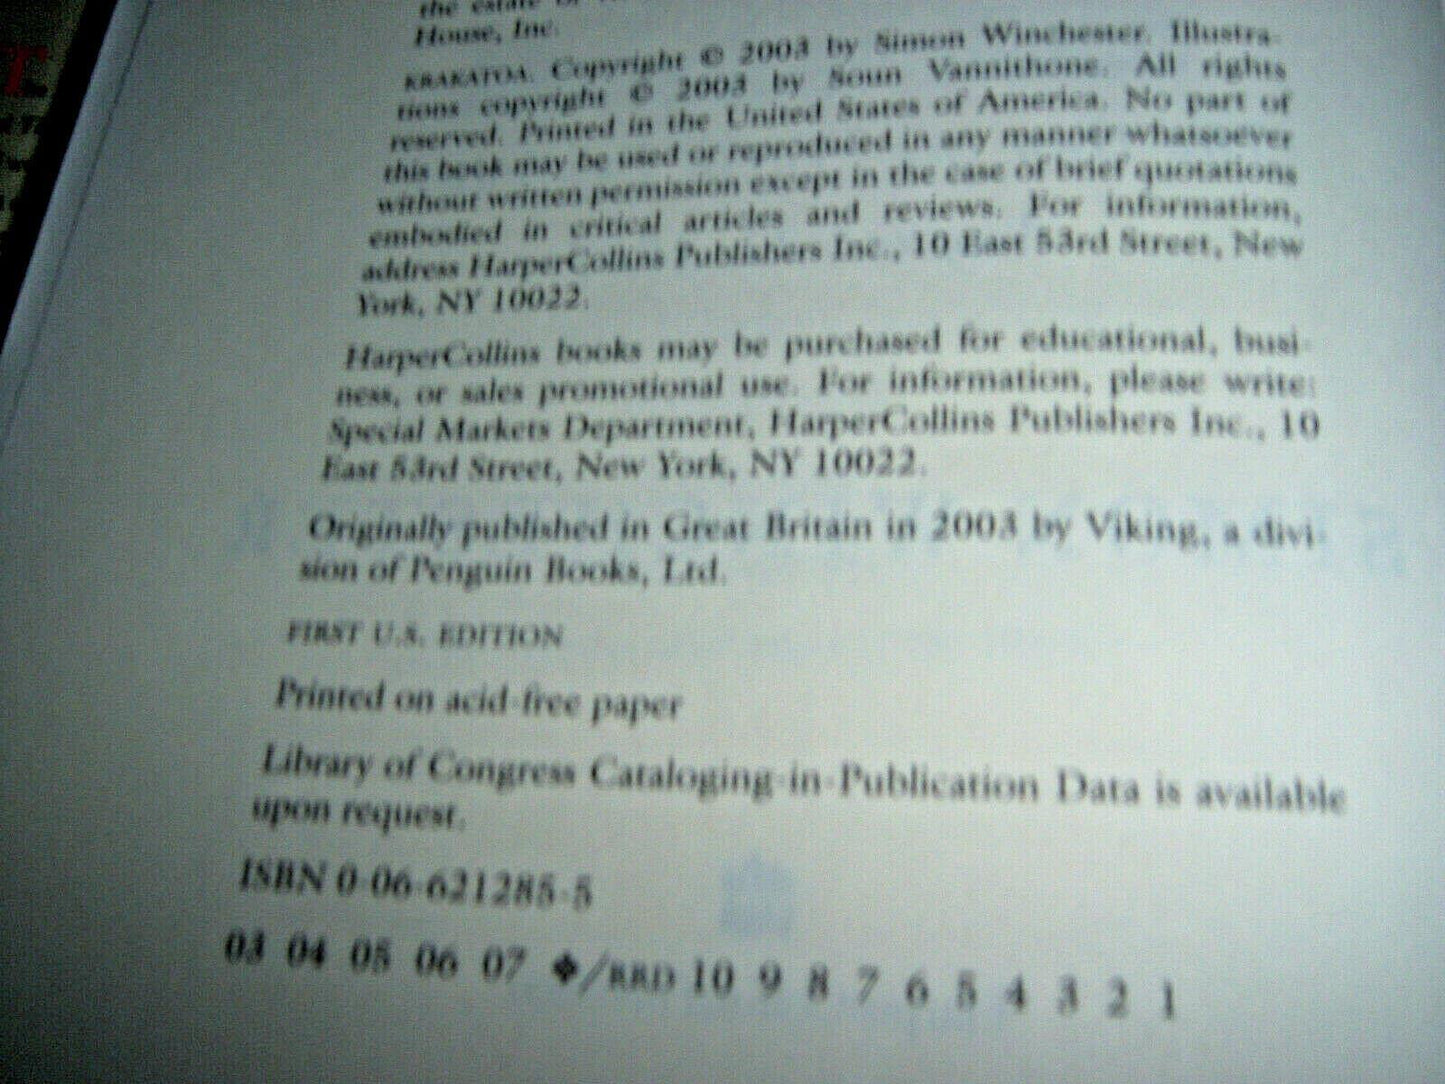 the estate of
House, Inc.
KRAKATOA. Copyright © 2003 by Simon Winchester. Illustra-
tions copyright © 2003 by Soun Vannithone. All rights
reserved. Printed in the United States of America. No part of
this book may be used or reproduced in any manner whatsoever
without written permission except in the case of brief quotations
embodied in critical articles and reviews. For information,
address HarperCollins Publishers Inc., 10 East 53rd Street, New
York, NY 10022.
HarperCollins books may be purchased for educational, busi-
ness, or sales promotional use. For information, please write:
Special Markets Department, HarperCollins Publishers Inc., 10
East 53rd Street, New York, NY 10022.
Originally published in Great Britain in 2003 by Viking, a divi-
sion of Penguin Books, Ltd.
FIRST U.S. EDITION
Printed on acid-free paper
Library of Congress Cataloging-in-Publication Data is available
upon request.
ISBN 0-06-621285-5
03 04 05 06 07 ❖/RRD 10 9 8 7 6 5 4 3 2 1